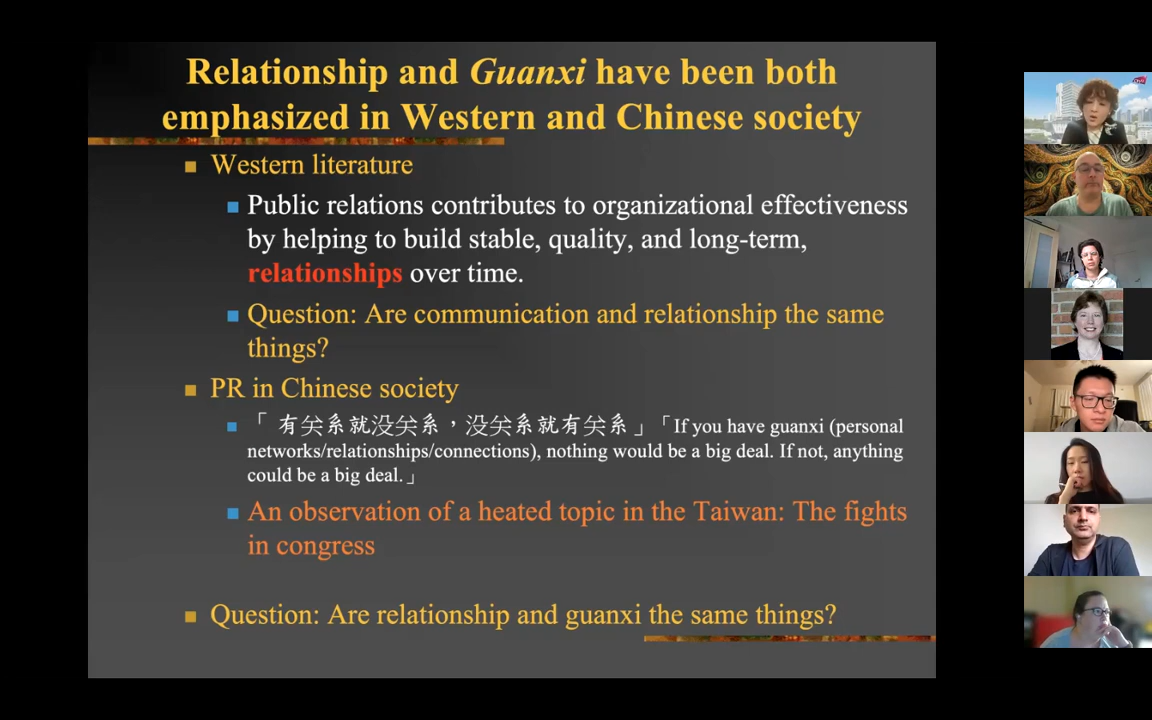 Relationship and Guanxi have been both
emphasized in Western and Chinese society
Western literature
Public relations contributes to organizational effectiveness
by helping to build stable, quality, and long-term,
relationships over time.
Question: Are communication and relationship the same
things?
PR in Chinese society
「 有关系就没关系，没关系就有关系」「If you have guanxi (personal
networks/relationships/connections), nothing would be a big deal. If not, anything
could be a big deal.」
An observation of a heated topic in the Taiwan: The fights
in congress
Question: Are relationship and guanxi the same things?